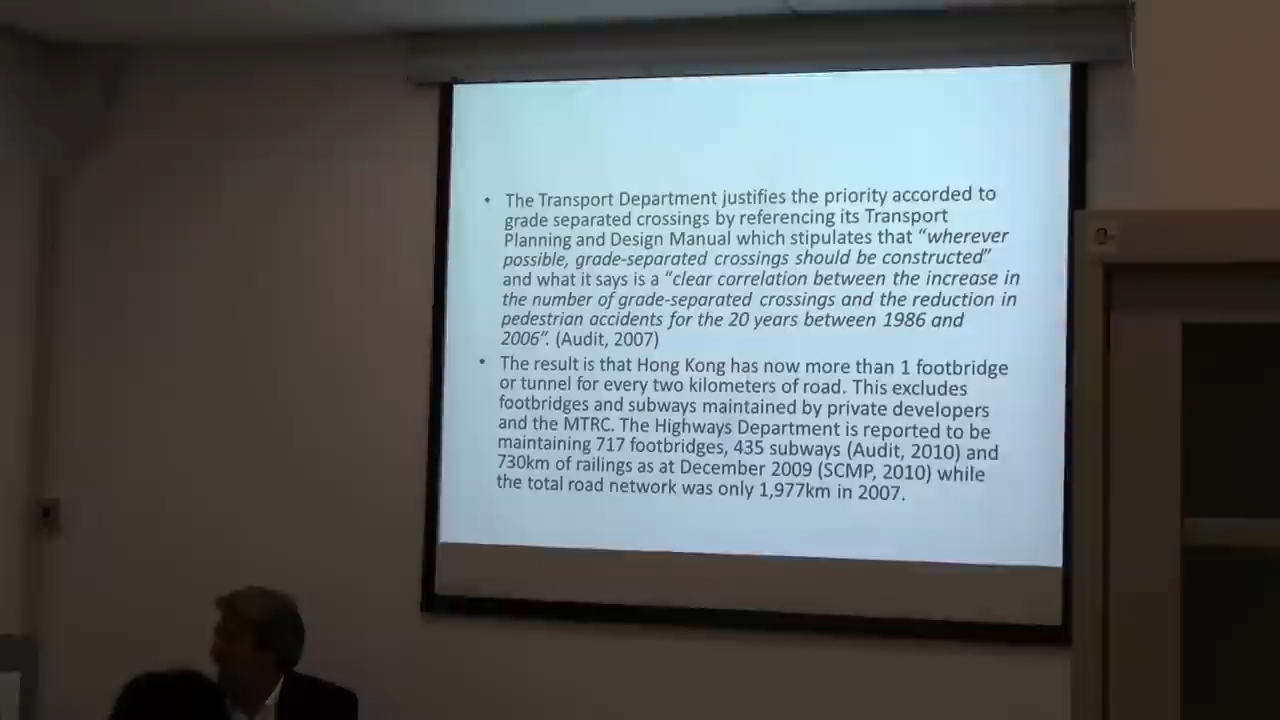 • The Transport Department justifies the priority accorded to
grade separated crossings by referencing its Transport
Planning and Design Manual which stipulates that “wherever
possible, grade-separated crossings should be constructed”
and what it says is a “clear correlation between the increase in
the number of grade-separated crossings and the reduction in
pedestrian accidents for the 20 years between 1986 and
2006”. (Audit, 2007)
• The result is that Hong Kong has now more than 1 footbridge
or tunnel for every two kilometers of road. This excludes
footbridges and subways maintained by private developers
and the MTRC. The Highways Department is reported to be
maintaining 717 footbridges, 435 subways (Audit, 2010) and
730km of railings as at December 2009 (SCMP, 2010) while
the total road network was only 1,977km in 2007.